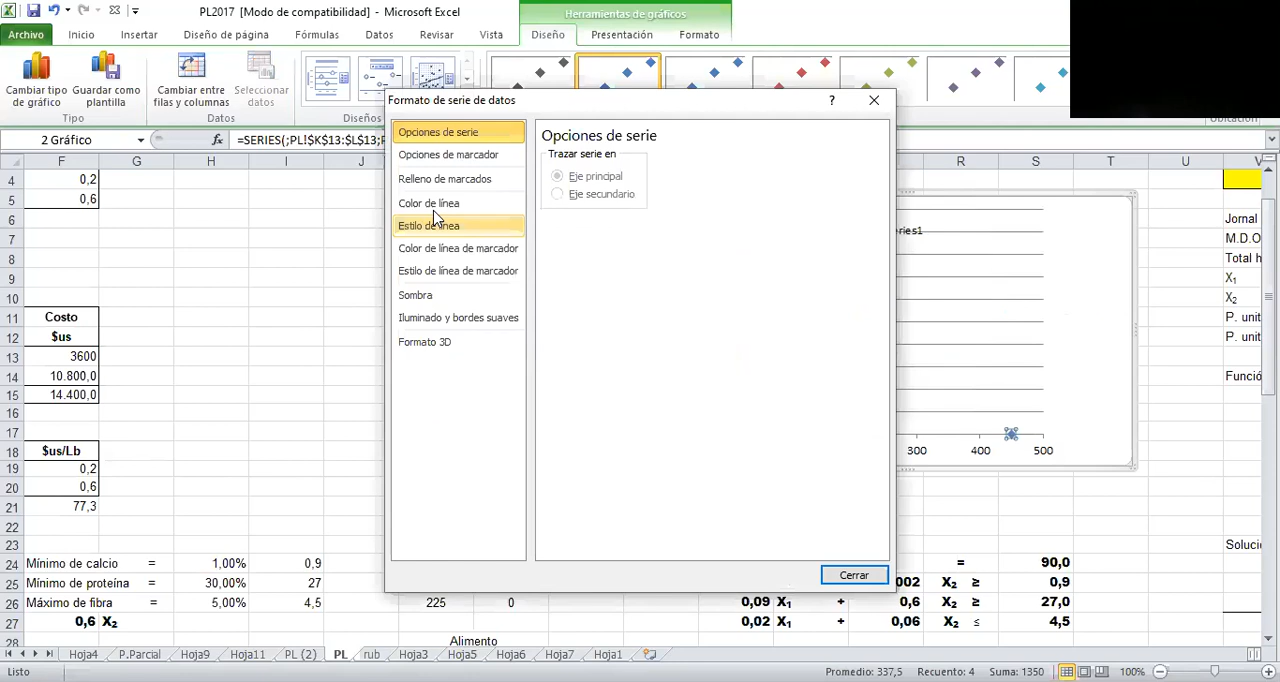 PL2017 [Modo de compatibilidad] - Microsoft Excel
Herramientas de gráficos
Archivo Inicio Insertar Diseño de página Fórmulas Datos Revisar Vista Diseño Presentación Formato
Cambiar tipo de gráfico
Guardar como plantilla
Cambiar entre filas y columnas
Seleccionar datos
Tipo Datos Diseños
2 Gráfico fx =SERIES(;PL!$K$13:$L$13;
Formato de serie de datos
Opciones de serie
Opciones de marcador
Relleno de marcados
Color de línea
Estilo de línea
Color de línea de marcador
Estilo de línea de marcador
Sombra
Iluminado y bordes suaves
Formato 3D
Opciones de serie
Trazar serie en
Eje principal
Eje secundario
Cerrar
F G H I J R S T U V
4 0,2
5 0,6
6
7
8
9
10
11 Costo
12 $us
13 3600
14 10.800,0
15 14.400,0
16
17
18 $us/Lb
19 0,2
20 0,6
21 77,3
22
23
24 Mínimo de calcio = 1,00% 0,9 = 90,0
25 Mínimo de proteína = 30,00% 27 002 X₂ ≥ 0,9
26 Máximo de fibra = 5,00% 4,5 225 0 0,09 X₁ + 0,6 X₂ ≥ 27,0
27 0,6 X₂ 0,02 X₁ + 0,06 X₂ ≤ 4,5
28 Alimento
ries1
300 400 500
Jornal
M.D.O
Total h
X₁
X₂
P. unit
P. unit
Funció
Soluci
Hoja4 P.Parcial Hoja9 Hoja11 PL (2) PL rub Hoja3 Hoja5 Hoja6 Hoja7 Hoja1
Listo Promedio: 337,5 Recuento: 4 Suma: 1350 100%